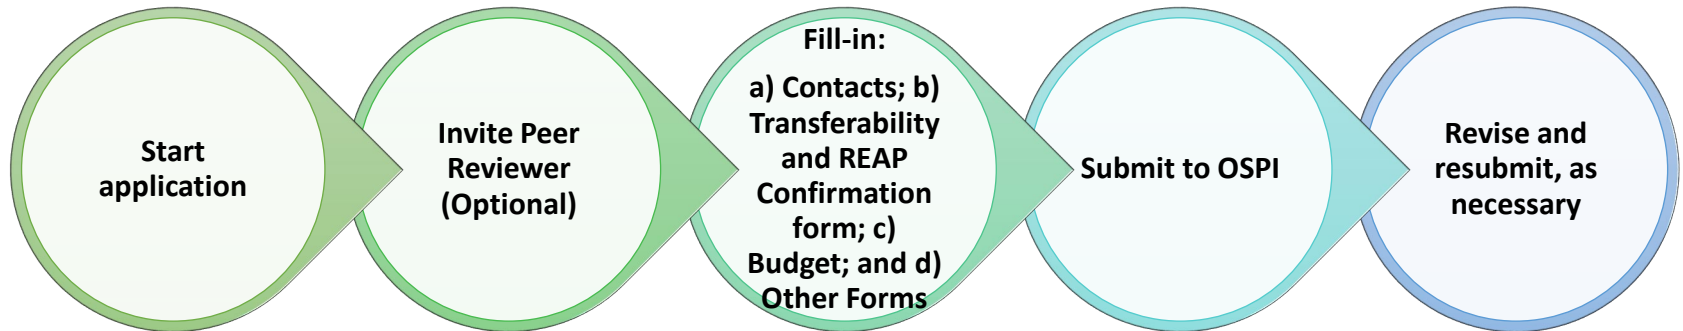 Start
application
Invite Peer
Reviewer
(Optional)
Fill-in:
a) Contacts; b)
Transferability
and REAP
Confirmation
form; c)
Budget; and d)
Other Forms
Submit to OSPI
Revise and
resubmit, as
necessary